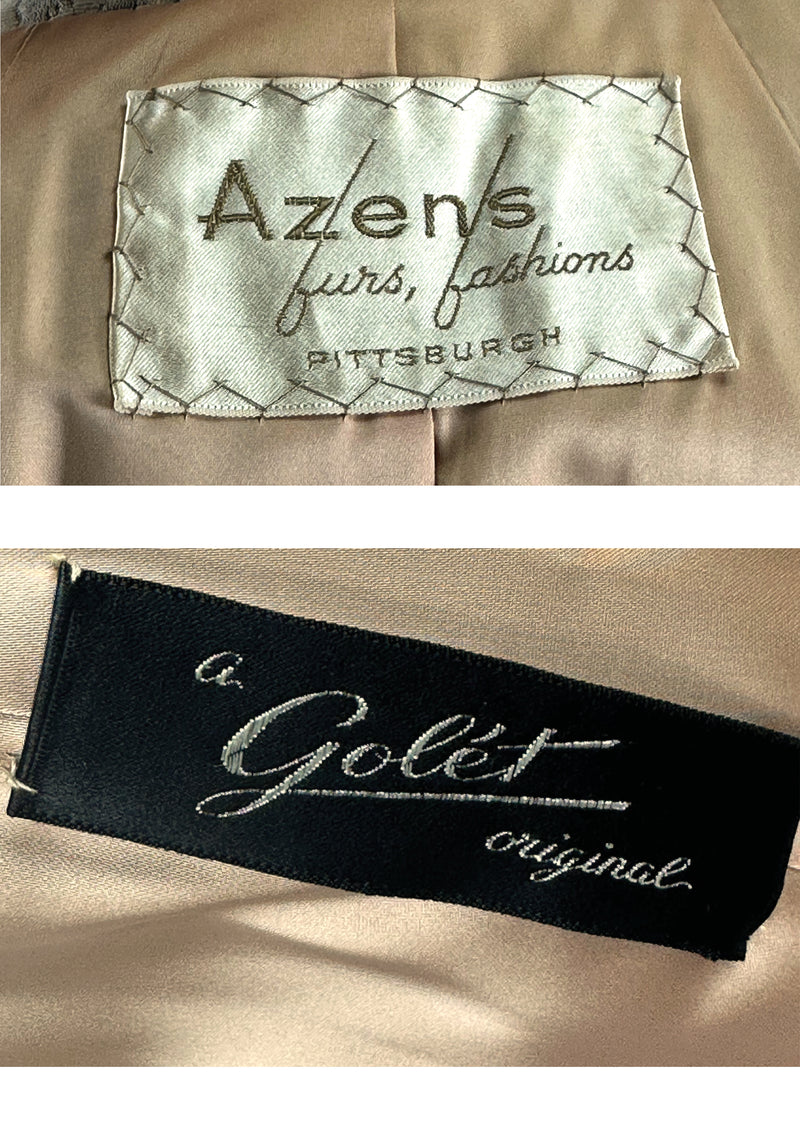 Azen's
furs, fashions
PITTSBURGH
a
Golét
original